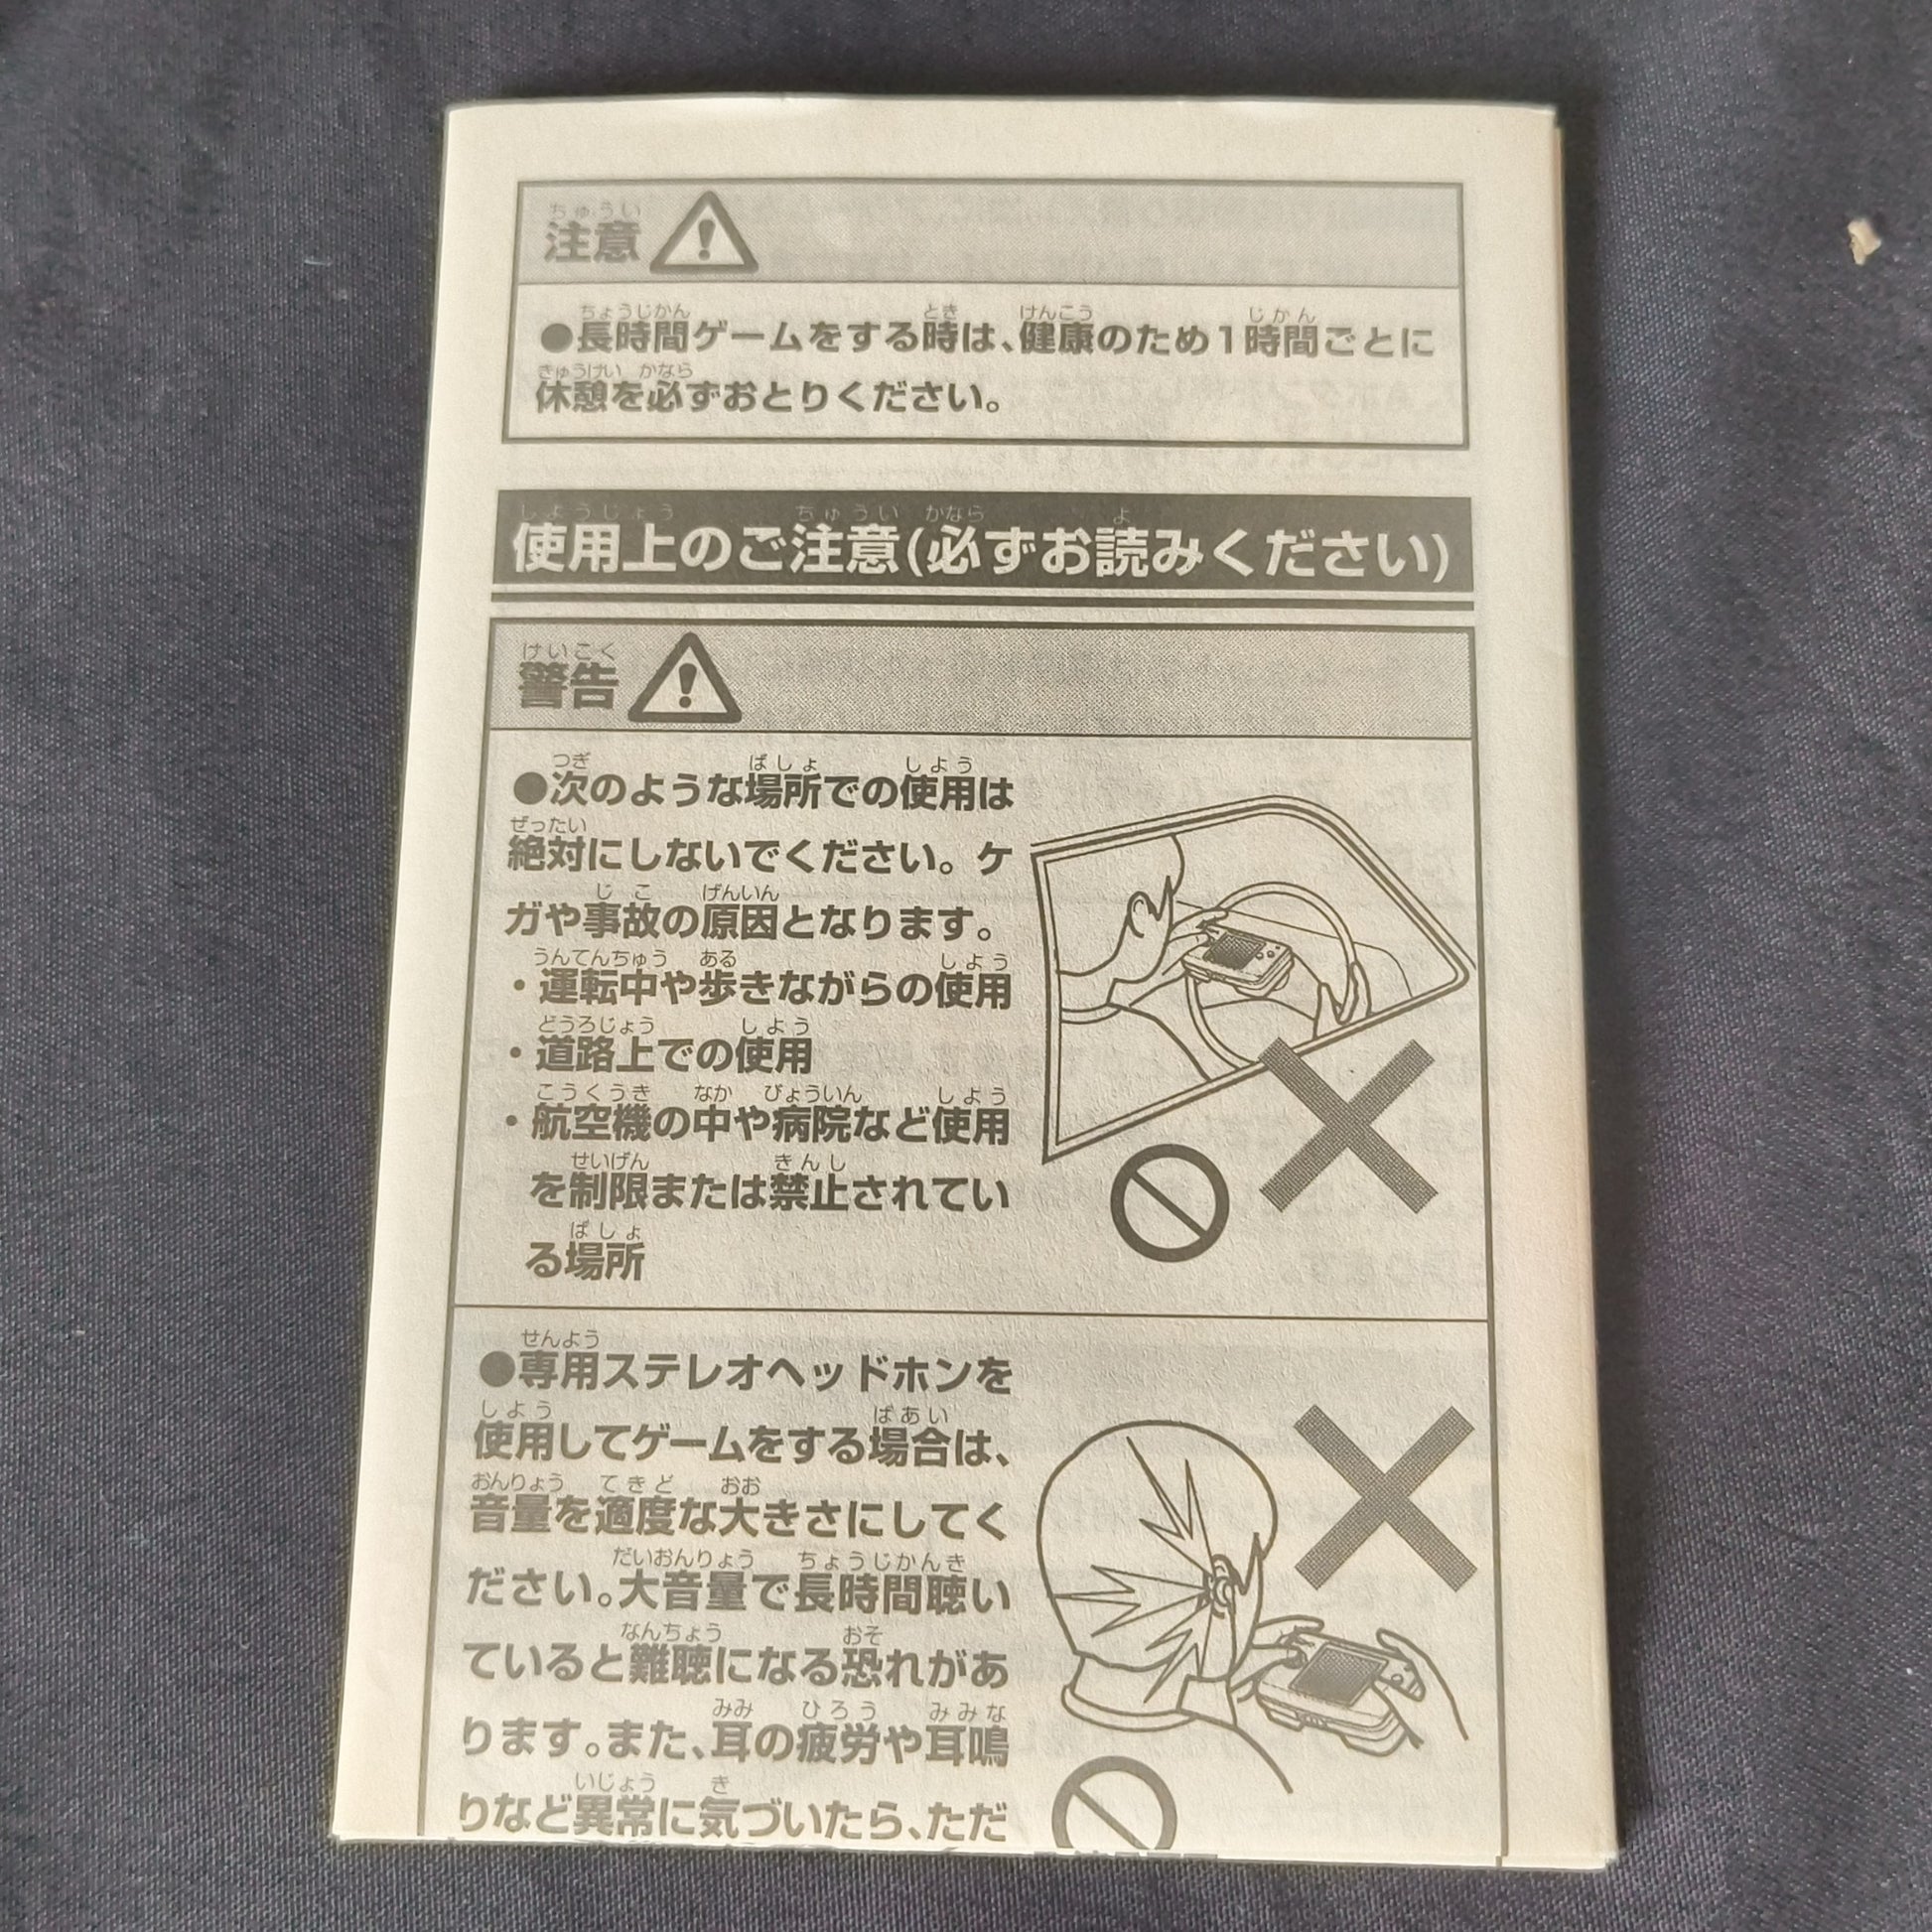 注意
●長時間ゲームをする時は、健康のため1時間ごとに
休憩を必ずおとりください。
使用上のご注意(必ずお読みください)
警告
●次のような場所での使用は
絶対にしないでください。ケ
ガや事故の原因となります。
・運転中や歩きながらの使用
・道路上での使用
・航空機の中や病院など使用
を制限または禁止されてい
る場所
●専用ステレオヘッドホンを
使用してゲームをする場合は、
音量を適度な大きさにしてく
ださい。大音量で長時間聴い
ていると難聴になる恐れがあ
ります。また、耳の疲労や耳鳴
りなど異常に気づいたら、ただ